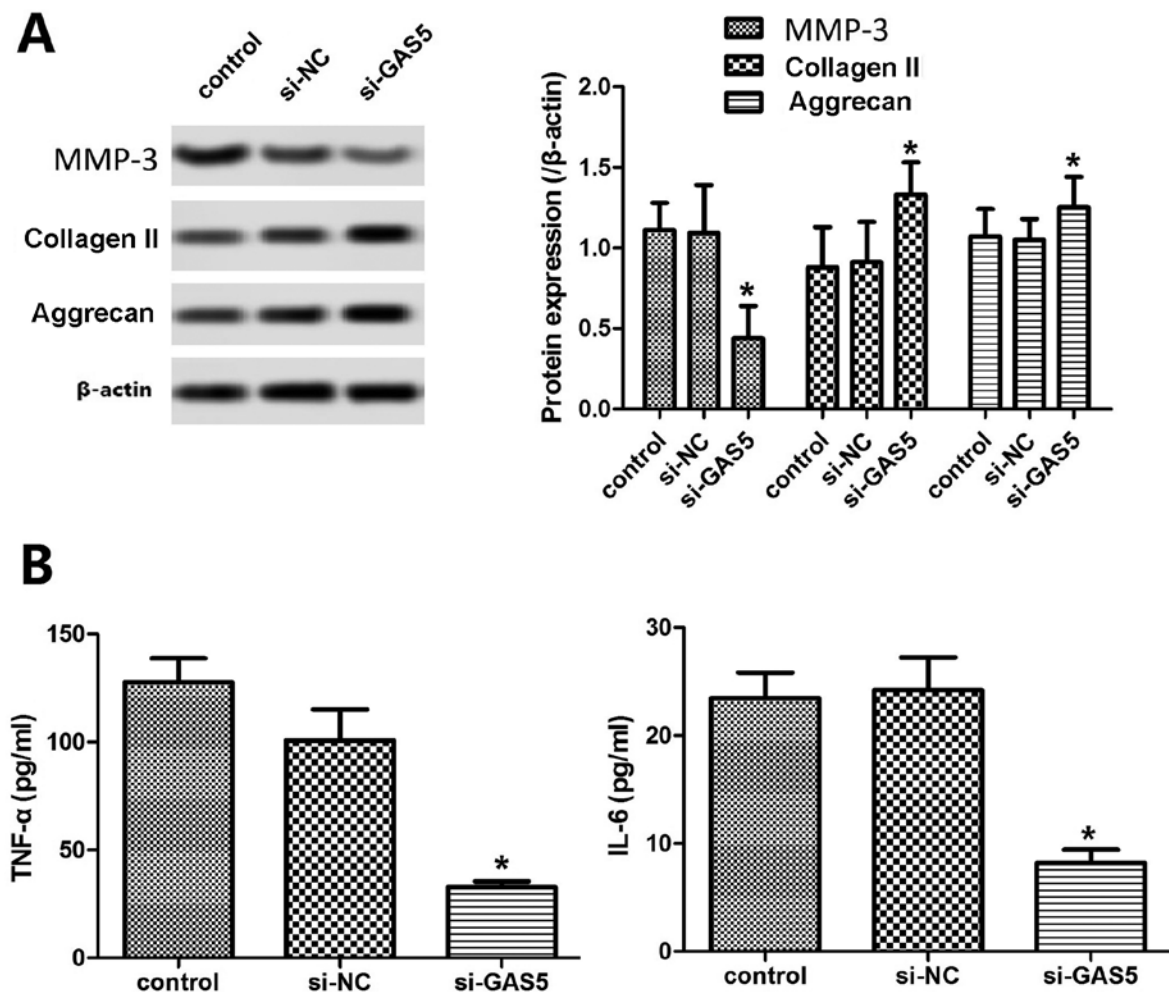 A
control
si-NC
si-GAS5
MMP-3
Collagen II
Aggrecan
β-actin
MMP-3
Collagen II
Aggrecan
Protein expression (/β-actin)
2.0
1.5
1.0
0.5
0.0
*
*
*
control
si-NC
si-GAS5
control
si-NC
si-GAS5
control
si-NC
si-GAS5
B
TNF-α (pg/ml)
150
100
50
0
*
control
si-NC
si-GAS5
IL-6 (pg/ml)
30
20
10
0
*
control
si-NC
si-GAS5